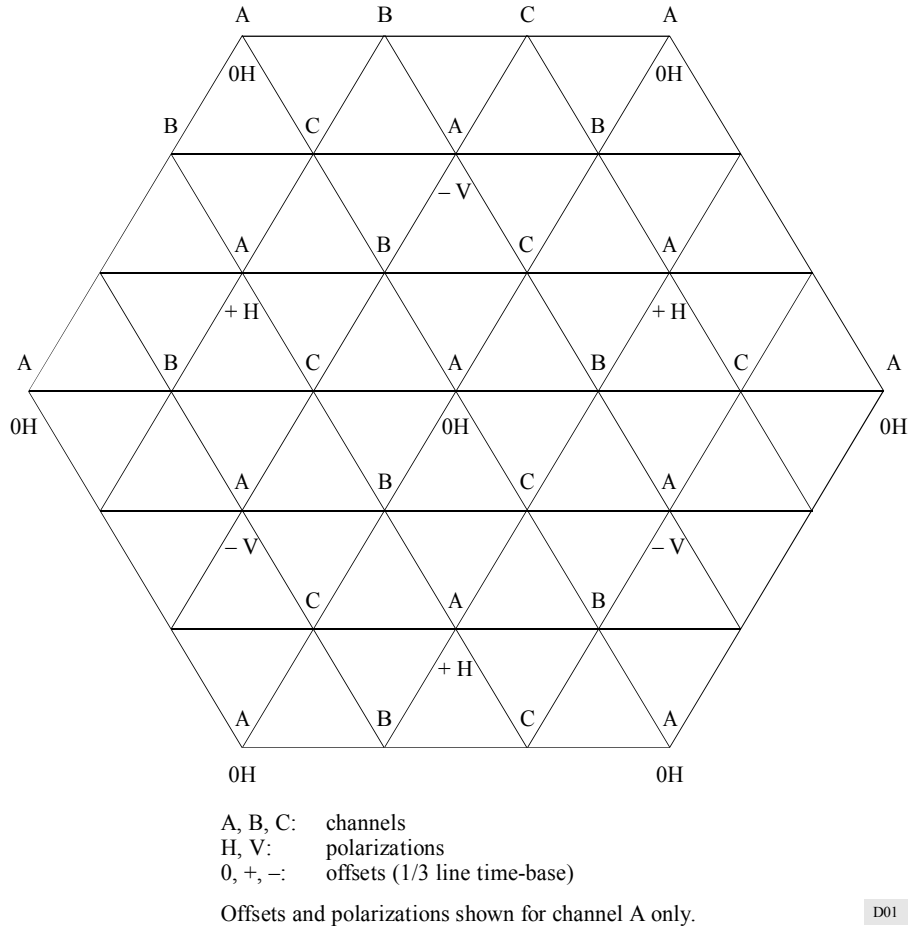 A B C A
0H 0H
B C A B
– V
A B C A
+ H + H
A B C A B C A
0H 0H 0H
A B C A
– V – V
C A B
+ H
A B C A
0H 0H
A, B, C: channels
H, V: polarizations
0, +, –: offsets (1/3 line time-base)
Offsets and polarizations shown for channel A only.
D01